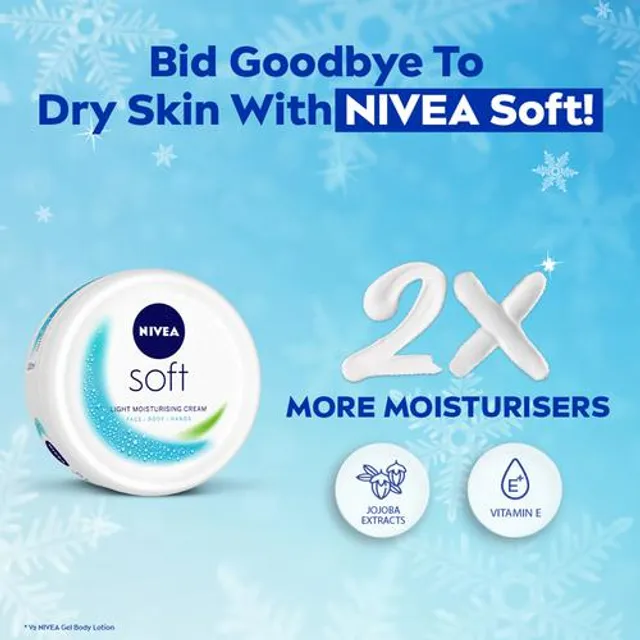 Bid Goodbye To
Dry Skin With NIVEA Soft!
2X
MORE MOISTURISERS
NIVEA
soft
LIGHT MOISTURISING CREAM
FACE | BODY | HANDS
JOJOBA
EXTRACTS
E+
VITAMIN E
* Vs NIVEA Gel Body Lotion